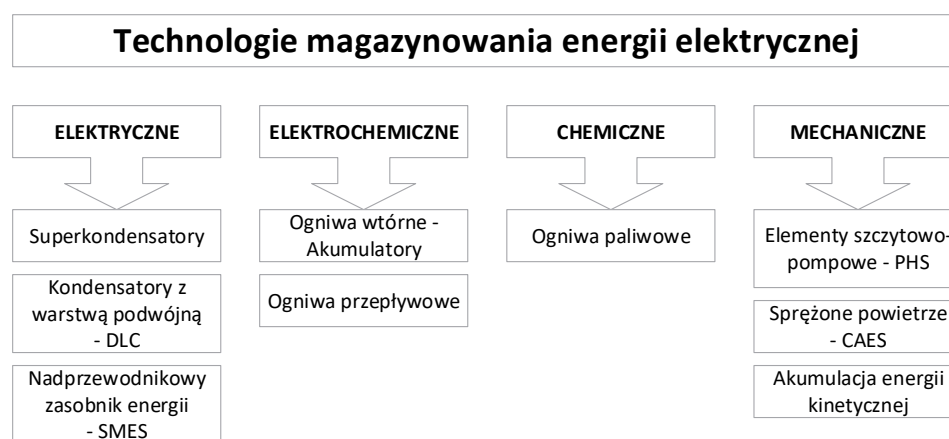 Technologie magazynowania energii elektrycznej
ELEKTRYCZNE
Superkondensatory
Kondensatory z
warstwą podwójną
- DLC
Nadprzewodnikowy
zasobnik energii
- SMES
ELEKTROCHEMICZNE
Ogniwa wtórne -
Akumulatory
Ogniwa przepływowe
CHEMICZNE
Ogniwa paliwowe
MECHANICZNE
Elementy szczytowo-
pompowe - PHS
Sprężone powietrze
- CAES
Akumulacja energii
kinetycznej